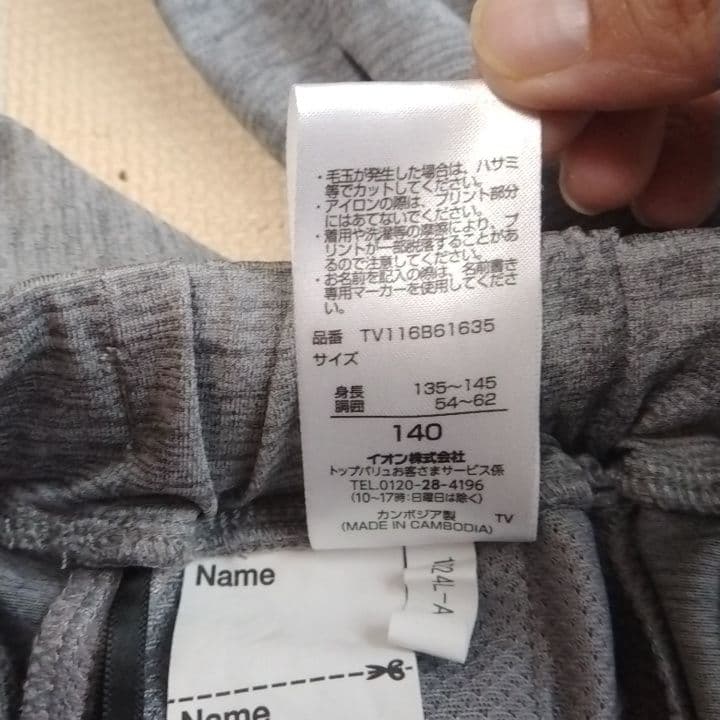 ・毛玉が発生した場合は、ハサミ
等でカットしてください。
・アイロンの際は、プリント部分
にはあてないでください。
・着用や洗濯等の摩擦により、プ
リントが一部脱落することがあ
るので注意してください。
・お名前を記入の際は、名前書き
専用マーカーを使用してくださ
い。
品番 TV116B61635
サイズ
身長 135～145
胴囲 54～62
140
イオン株式会社
トップバリュお客さまサービス係
TEL.0120-28-4196
(10～17時:日曜日は除く)
カンボジア製
(MADE IN CAMBODIA) TV
Name
1/24L-A
Name